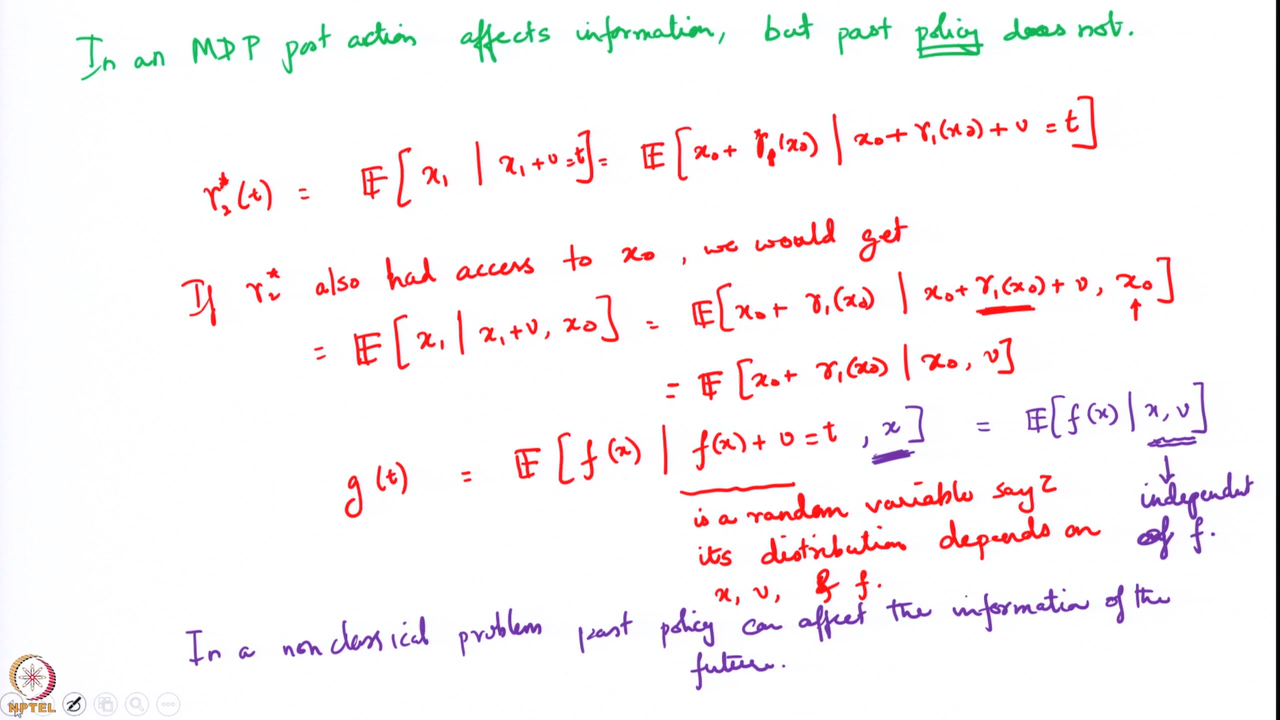 In an MDP past action affects information, but past policy does not.
γ₂*(t) = 𝔼[x₁ | x₁+v=t] = 𝔼[x₀ + γ₁(x₀) | x₀ + γ₁(x₀) + v = t]
If γ₂* also had access to x₀, we would get
= 𝔼[x₁ | x₁+v, x₀] = 𝔼[x₀ + γ₁(x₀) | x₀ + γ₁(x₀) + v, x₀]
↑
= 𝔼[x₀ + γ₁(x₀) | x₀, v]
g(t) = 𝔼[f(x) | f(x) + v = t , x] = 𝔼[f(x) | x, v]
↓
is a random variable say Z
its distribution depends on
x, v, & f.
independent
of f.
In a nonclassical problem past policy can affect the information of the
future.
NPTEL